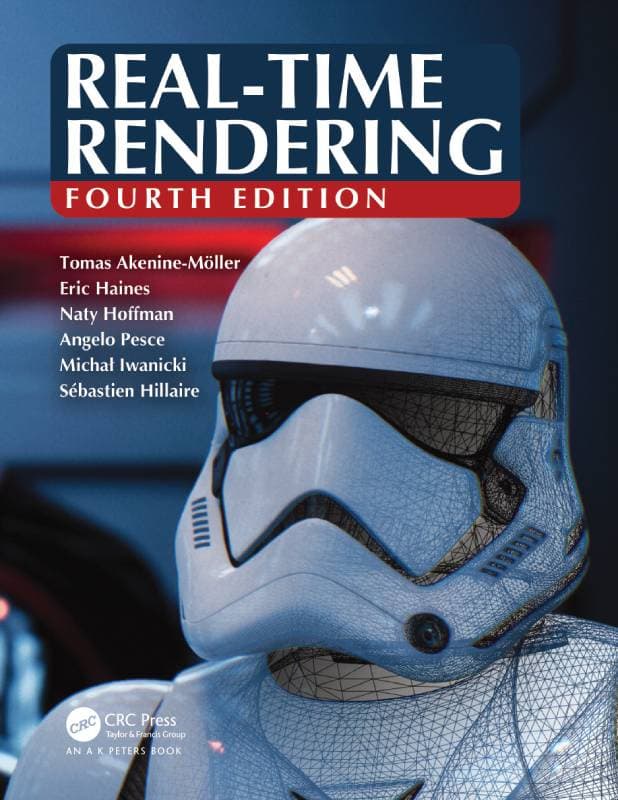 REAL-TIME
RENDERING
FOURTH EDITION
Tomas Akenine-Möller
Eric Haines
Naty Hoffman
Angelo Pesce
Michał Iwanicki
Sébastien Hillaire
CRC
CRC Press
Taylor & Francis Group
AN A K PETERS BOOK